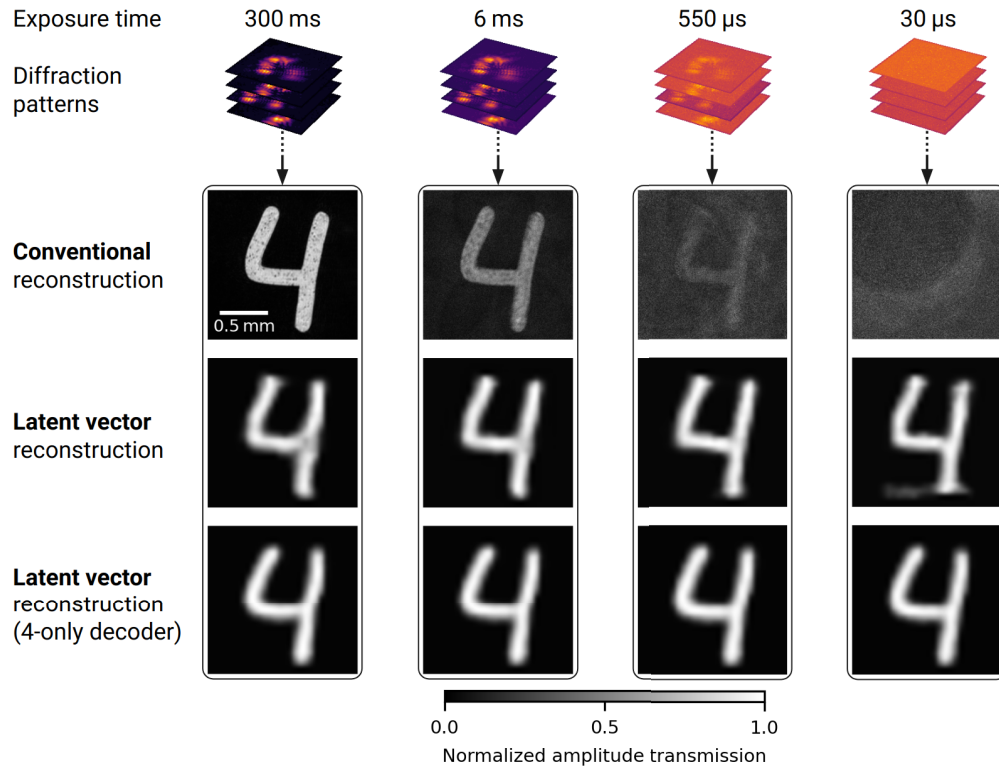 Exposure time 300 ms 6 ms 550 µs 30 µs
Diffraction
patterns
Conventional
reconstruction
0.5 mm
Latent vector
reconstruction
Latent vector
reconstruction
(4-only decoder)
0.0 0.5 1.0
Normalized amplitude transmission